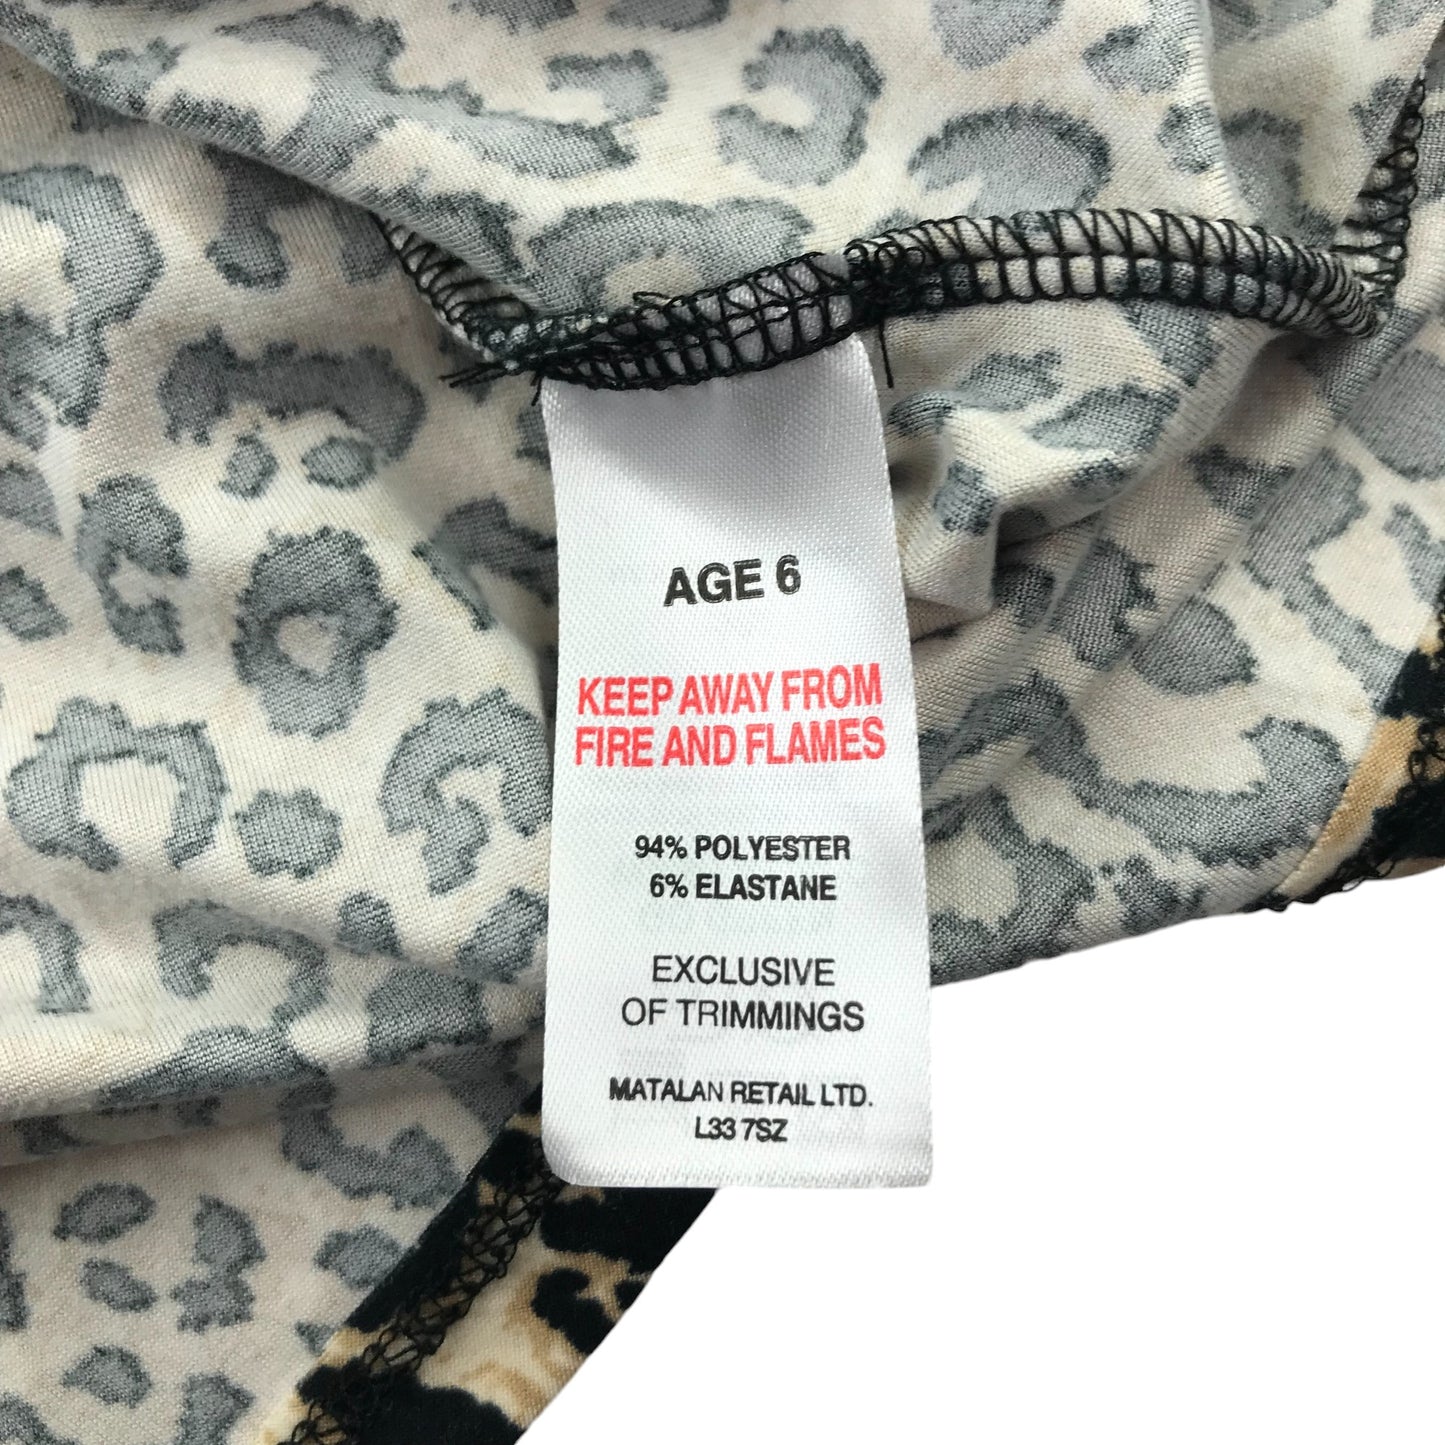 AGE 6
KEEP AWAY FROM
FIRE AND FLAMES
94% POLYESTER
6% ELASTANE
EXCLUSIVE
OF TRIMMINGS
MATALAN RETAIL LTD.
L33 7SZ